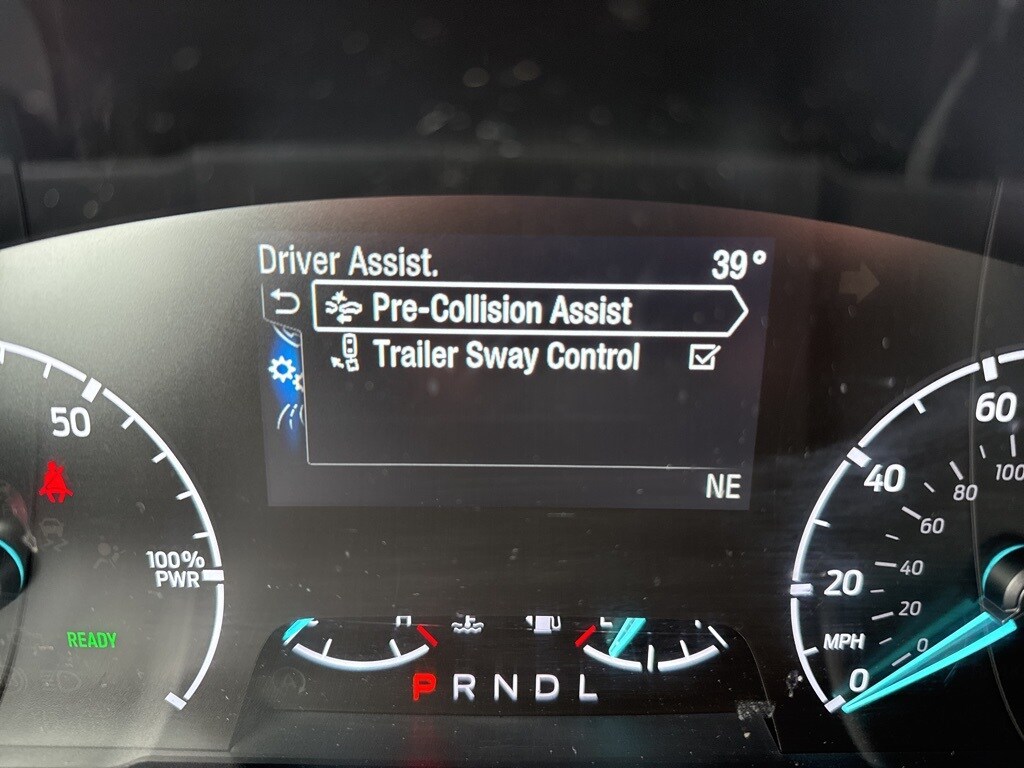 Driver Assist. 39°
Pre-Collision Assist
Trailer Sway Control
NE
50
100%
PWR
READY
P R N D L
60
40
20
MPH
0
100
80
60
40
20
0